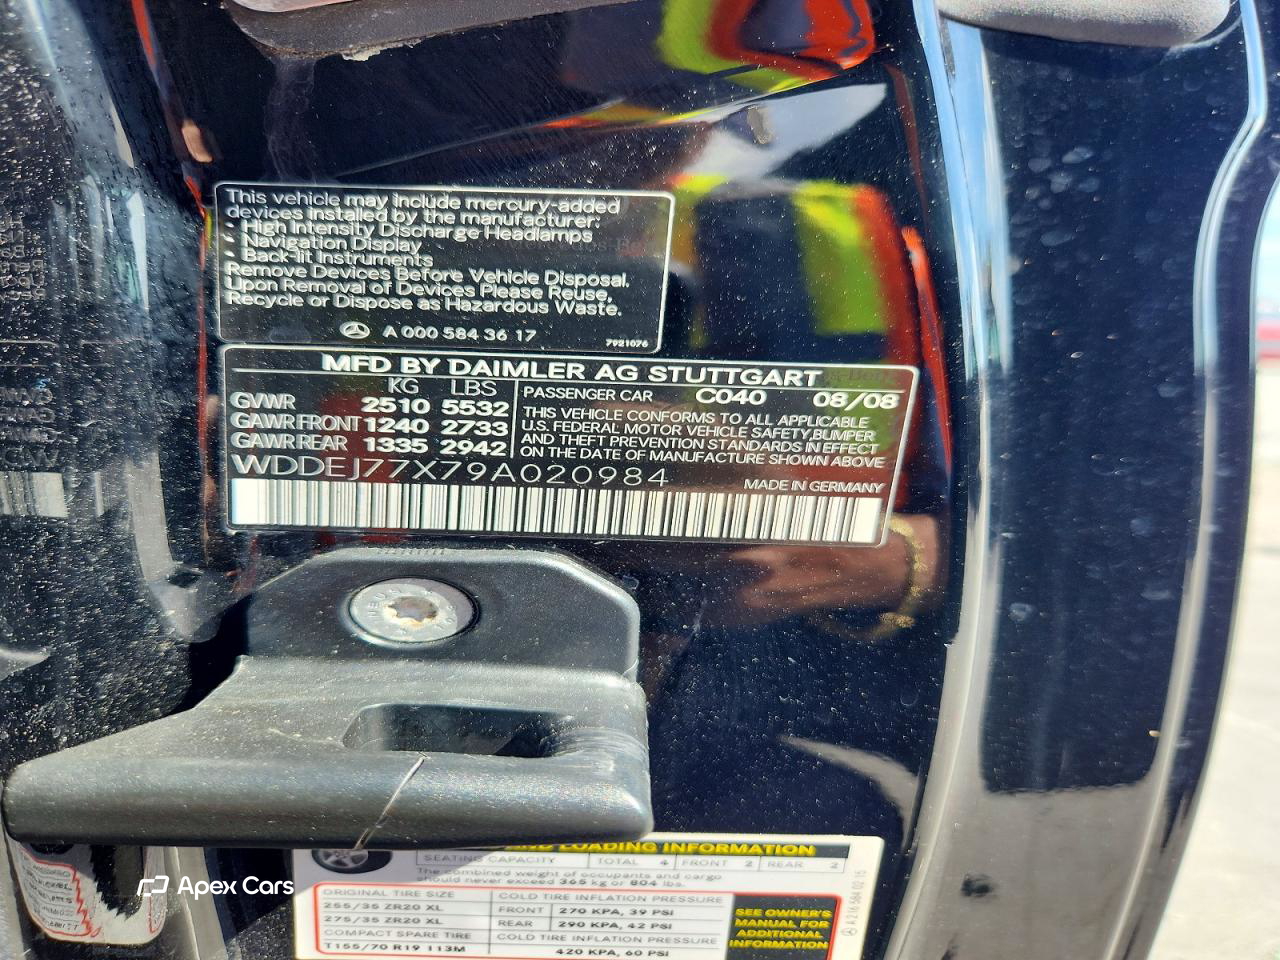 This vehicle may include mercury-added
devices installed by the manufacturer:
• High Intensity Discharge Headlamps
• Navigation Display
• Back-lit Instruments
Remove Devices Before Vehicle Disposal.
Upon Removal of Devices Please Reuse,
Recycle or Dispose as Hazardous Waste.
A 000 584 36 17
7921076
MFD BY DAIMLER AG STUTTGART
KG LBS
GVWR 2510 5532
GAWR FRONT 1240 2733
GAWR REAR 1335 2942
PASSENGER CAR C040 08/08
THIS VEHICLE CONFORMS TO ALL APPLICABLE
U.S. FEDERAL MOTOR VEHICLE SAFETY,BUMPER
AND THEFT PREVENTION STANDARDS IN EFFECT
ON THE DATE OF MANUFACTURE SHOWN ABOVE
WDDEJ77X79A020984
MADE IN GERMANY
LOADING INFORMATION
SEATING CAPACITY TOTAL 4 FRONT 2 REAR 2
The combined weight of occupants and cargo
should never exceed 365 kg or 804 lbs.
ORIGINAL TIRE SIZE
255/35 ZR20 XL
275/35 ZR20 XL
COMPACT SPARE TIRE
T155/70 R19 113M
COLD TIRE INFLATION PRESSURE
FRONT 270 KPA, 39 PSI
REAR 290 KPA, 42 PSI
COLD TIRE INFLATION PRESSURE
420 KPA, 60 PSI
SEE OWNER'S
MANUAL FOR
ADDITIONAL
INFORMATION
A 216 584 02 15
Apex Cars